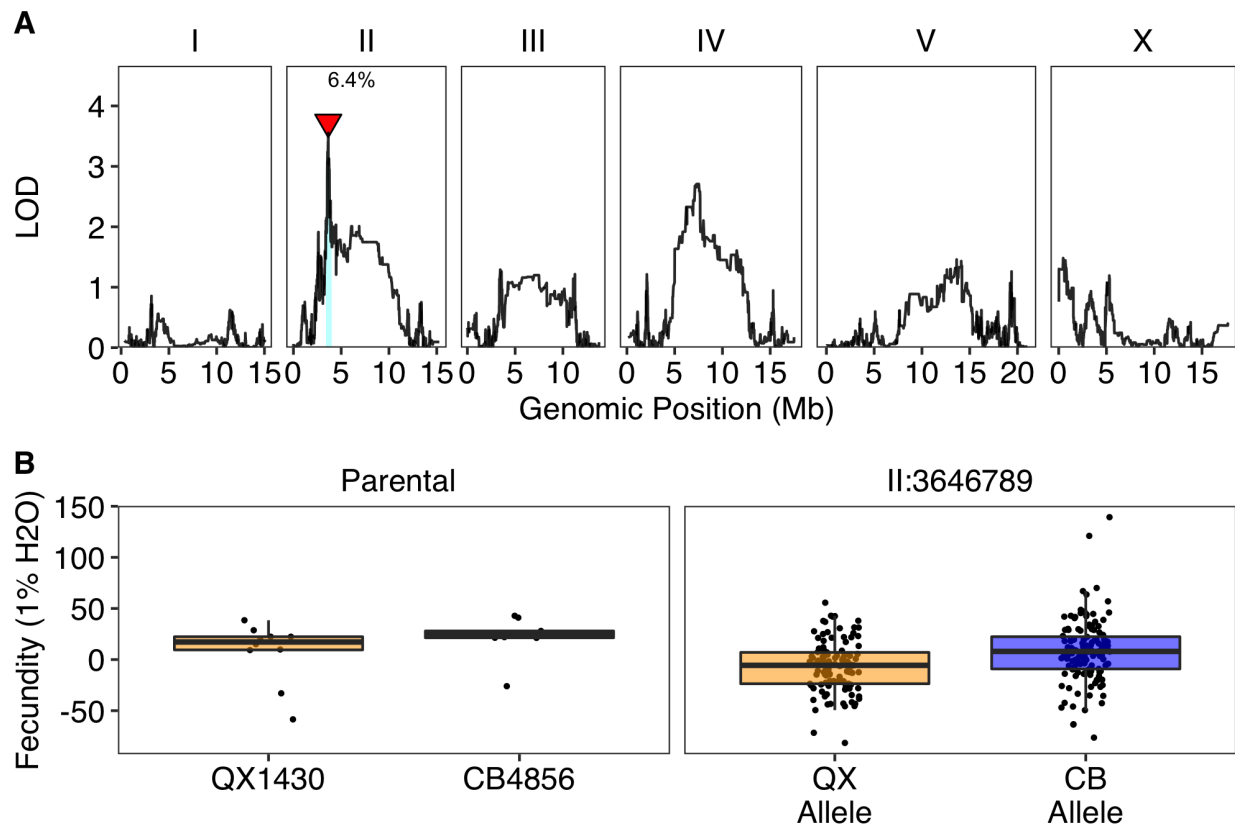 A
I II III IV V X
6.4%
LOD
4
3
2
1
0
0 5 10 15 0 5 10 15 0 5 10 0 5 10 15 0 5 10 15 20 0 5 10 15
Genomic Position (Mb)
B
Parental II:3646789
Fecundity (1% H2O)
150
100
50
0
-50
QX1430 CB4856 QX CB
Allele Allele